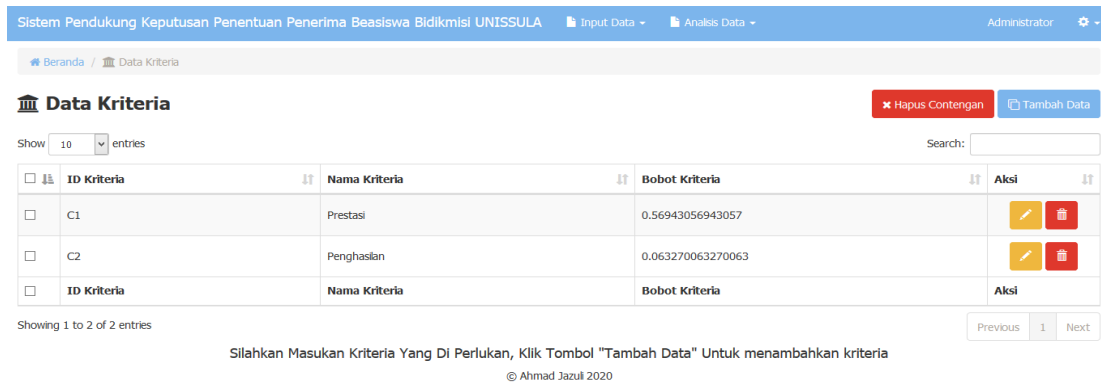 Sistem Pendukung Keputusan Penentuan Penerima Beasiswa Bidikmisi UNISSULA Input Data Analisis Data Administrator
Beranda / Data Kriteria
Data Kriteria Hapus Contengan Tambah Data
Show 10 entries Search:
ID Kriteria Nama Kriteria Bobot Kriteria Aksi
C1 Prestasi 0.56943056943057
C2 Penghasilan 0.063270063270063
ID Kriteria Nama Kriteria Bobot Kriteria Aksi
Showing 1 to 2 of 2 entries Previous 1 Next
Silahkan Masukan Kriteria Yang Di Perlukan, Klik Tombol "Tambah Data" Untuk menambahkan kriteria
© Ahmad Jazuli 2020